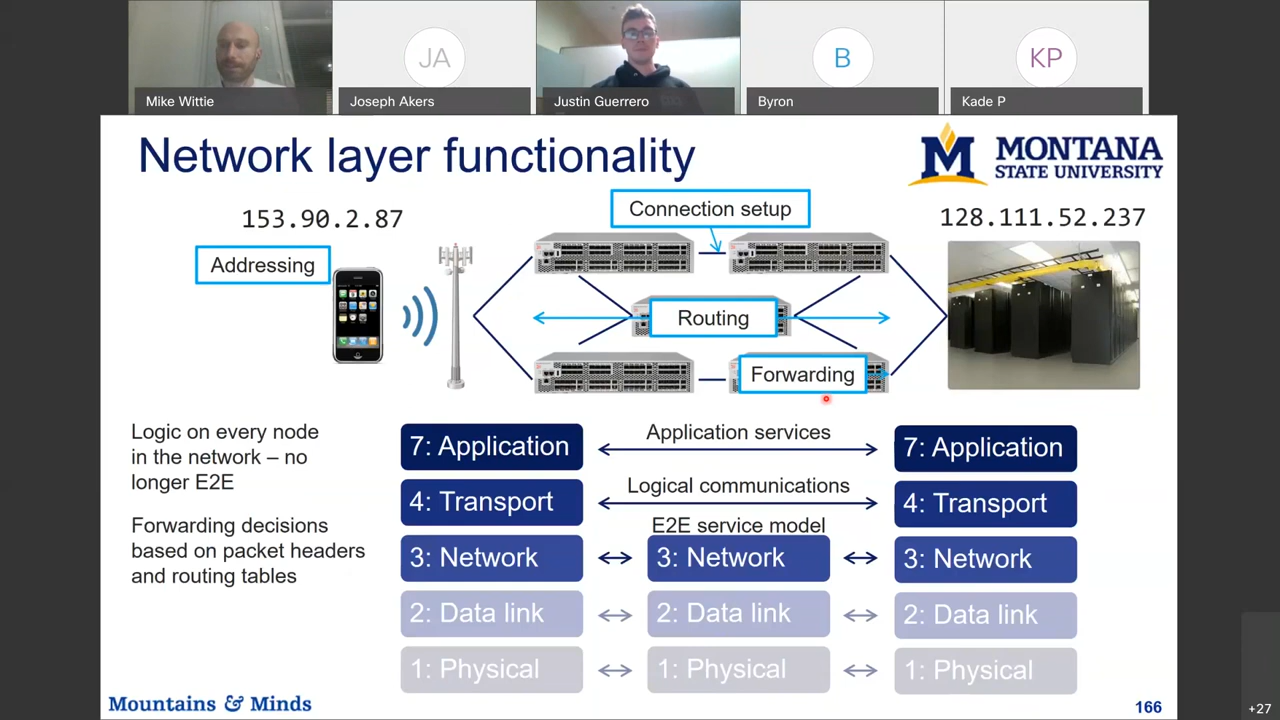 JA
B
KP
Mike Wittie
Joseph Akers
Justin Guerrero
Byron
Kade P
Network layer functionality
MONTANA
STATE UNIVERSITY
Connection setup
153.90.2.87
128.111.52.237
Addressing
Routing
Forwarding
Logic on every node
in the network – no
longer E2E
Forwarding decisions
based on packet headers
and routing tables
7: Application
Application services
7: Application
4: Transport
Logical communications
4: Transport
E2E service model
3: Network
3: Network
3: Network
2: Data link
2: Data link
2: Data link
1: Physical
1: Physical
1: Physical
Mountains & Minds
166
+27